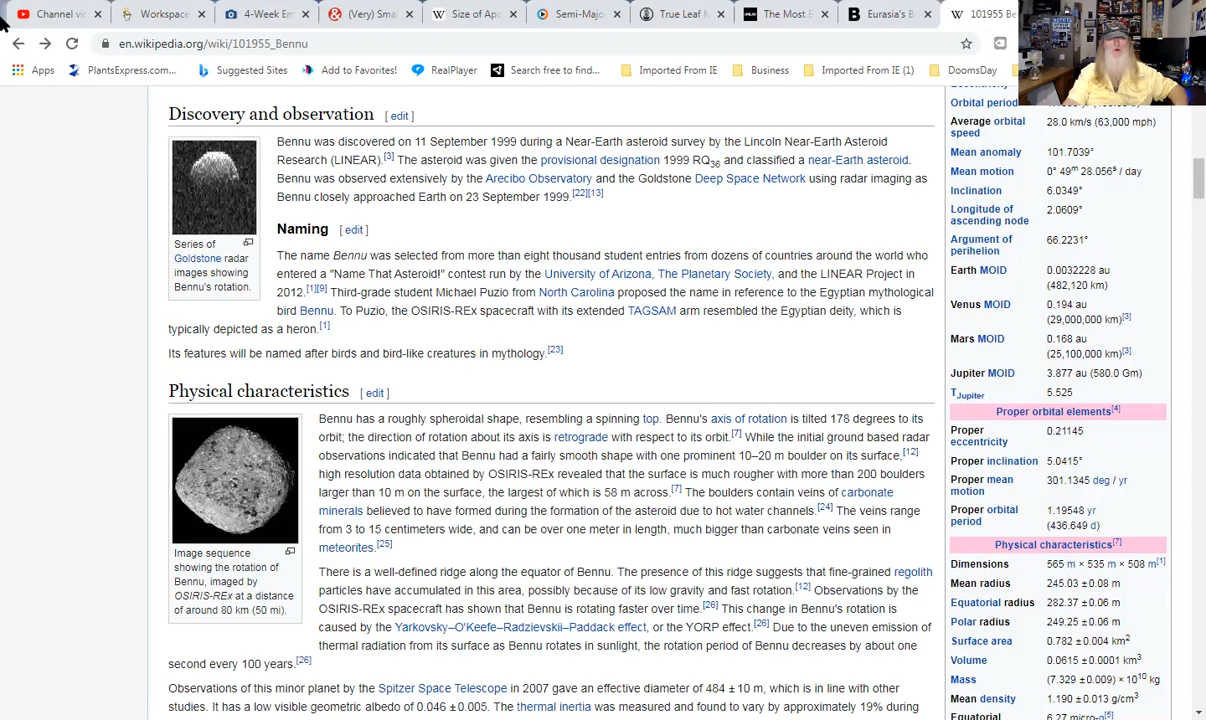 Channel vi
Workspace
4-Week Em
(Very) Sma
Size of Apo
Semi-Majo
True Leaf
The Most E
Eurasia's B
101955 Be
en.wikipedia.org/wiki/101955_Bennu
Apps
PlantsExpress.com...
Suggested Sites
Add to Favorites!
RealPlayer
Search free to find...
Imported From IE
Business
Imported From IE (1)
DoomsDay
Discovery and observation [ edit ]
Bennu was discovered on 11 September 1999 during a Near-Earth asteroid survey by the Lincoln Near-Earth Asteroid
Research (LINEAR).[3] The asteroid was given the provisional designation 1999 RQ36 and classified a near-Earth asteroid.
Bennu was observed extensively by the Arecibo Observatory and the Goldstone Deep Space Network using radar imaging as
Bennu closely approached Earth on 23 September 1999.[22][13]
Series of
Goldstone radar
images showing
Bennu's rotation.
Naming [ edit ]
The name Bennu was selected from more than eight thousand student entries from dozens of countries around the world who
entered a "Name That Asteroid!" contest run by the University of Arizona, The Planetary Society, and the LINEAR Project in
2012.[1][9] Third-grade student Michael Puzio from North Carolina proposed the name in reference to the Egyptian mythological
bird Bennu. To Puzio, the OSIRIS-REx spacecraft with its extended TAGSAM arm resembled the Egyptian deity, which is
typically depicted as a heron.[1]
Its features will be named after birds and bird-like creatures in mythology.[23]
Physical characteristics [ edit ]
Bennu has a roughly spheroidal shape, resembling a spinning top. Bennu's axis of rotation is tilted 178 degrees to its
orbit; the direction of rotation about its axis is retrograde with respect to its orbit.[7] While the initial ground based radar
observations indicated that Bennu had a fairly smooth shape with one prominent 10–20 m boulder on its surface,[12]
high resolution data obtained by OSIRIS-REx revealed that the surface is much rougher with more than 200 boulders
larger than 10 m on the surface, the largest of which is 58 m across.[7] The boulders contain veins of carbonate
minerals believed to have formed during the formation of the asteroid due to hot water channels.[24] The veins range
from 3 to 15 centimeters wide, and can be over one meter in length, much bigger than carbonate veins seen in
meteorites.[25]
Image sequence
showing the rotation of
Bennu, imaged by
OSIRIS-REx at a distance
of around 80 km (50 mi).
There is a well-defined ridge along the equator of Bennu. The presence of this ridge suggests that fine-grained regolith
particles have accumulated in this area, possibly because of its low gravity and fast rotation.[12] Observations by the
OSIRIS-REx spacecraft has shown that Bennu is rotating faster over time.[26] This change in Bennu's rotation is
caused by the Yarkovsky–O'Keefe–Radzievskii–Paddack effect, or the YORP effect.[26] Due to the uneven emission of
thermal radiation from its surface as Bennu rotates in sunlight, the rotation period of Bennu decreases by about one
second every 100 years.[26]
Observations of this minor planet by the Spitzer Space Telescope in 2007 gave an effective diameter of 484 ± 10 m, which is in line with other
studies. It has a low visible geometric albedo of 0.046 ± 0.005. The thermal inertia was measured and found to vary by approximately 19% during
Orbital period
Average orbital speed 28.0 km/s (63,000 mph)
Mean anomaly 101.7039°
Mean motion 0° 49m 28.056s / day
Inclination 6.0349°
Longitude of ascending node 2.0609°
Argument of perihelion 66.2231°
Earth MOID 0.0032228 au
(482,120 km)
Venus MOID 0.194 au
(29,000,000 km)[3]
Mars MOID 0.168 au
(25,100,000 km)[3]
Jupiter MOID 3.877 au (580.0 Gm)
TJupiter 5.525
Proper orbital elements[4]
Proper eccentricity 0.21145
Proper inclination 5.0415°
Proper mean motion 301.1345 deg / yr
Proper orbital period 1.19548 yr
(436.649 d)
Physical characteristics[7]
Dimensions 565 m × 535 m × 508 m[1]
Mean radius 245.03 ±0.08 m
Equatorial radius 282.37 ±0.06 m
Polar radius 249.25 ±0.06 m
Surface area 0.782 ±0.004 km2
Volume 0.0615 ±0.0001 km3
Mass (7.329 ±0.009) × 10^10 kg
Mean density 1.190 ±0.013 g/cm3
Equatorial 6.27 micro-g[5]